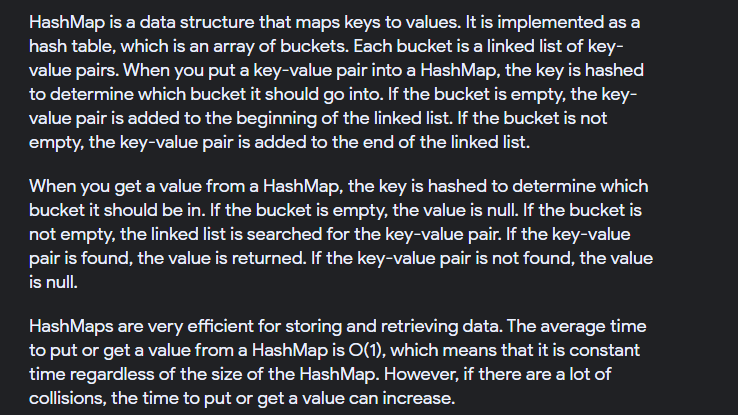 HashMap is a data structure that maps keys to values. It is implemented as a
hash table, which is an array of buckets. Each bucket is a linked list of key-
value pairs. When you put a key-value pair into a HashMap, the key is hashed
to determine which bucket it should go into. If the bucket is empty, the key-
value pair is added to the beginning of the linked list. If the bucket is not
empty, the key-value pair is added to the end of the linked list.
When you get a value from a HashMap, the key is hashed to determine which
bucket it should be in. If the bucket is empty, the value is null. If the bucket is
not empty, the linked list is searched for the key-value pair. If the key-value
pair is found, the value is returned. If the key-value pair is not found, the value
is null.
HashMaps are very efficient for storing and retrieving data. The average time
to put or get a value from a HashMap is O(1), which means that it is constant
time regardless of the size of the HashMap. However, if there are a lot of
collisions, the time to put or get a value can increase.